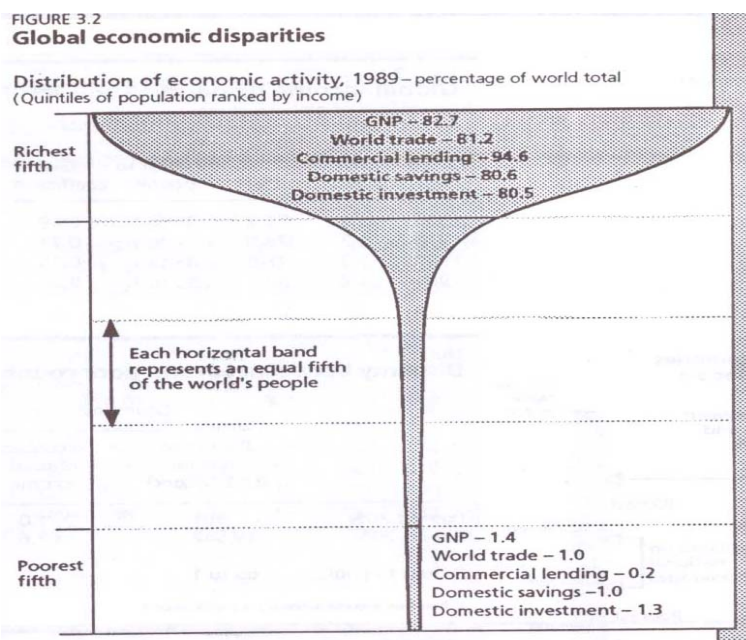 FIGURE 3.2
Global economic disparities
Distribution of economic activity, 1989–percentage of world total
(Quintiles of population ranked by income)
GNP – 82.7
World trade – 81.2
Commercial lending – 94.6
Domestic savings – 80.6
Domestic investment – 80.5
Richest
fifth
Each horizontal band
represents an equal fifth
of the world's people
Poorest
fifth
GNP – 1.4
World trade – 1.0
Commercial lending – 0.2
Domestic savings –1.0
Domestic investment – 1.3